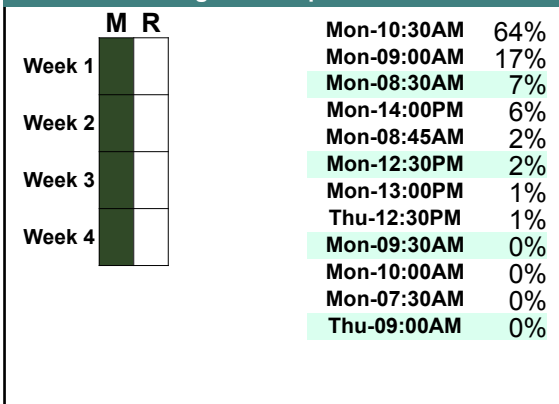 M R
Week 1
Week 2
Week 3
Week 4
Mon-10:30AM 64%
Mon-09:00AM 17%
Mon-08:30AM 7%
Mon-14:00PM 6%
Mon-08:45AM 2%
Mon-12:30PM 2%
Mon-13:00PM 1%
Thu-12:30PM 1%
Mon-09:30AM 0%
Mon-10:00AM 0%
Mon-07:30AM 0%
Thu-09:00AM 0%